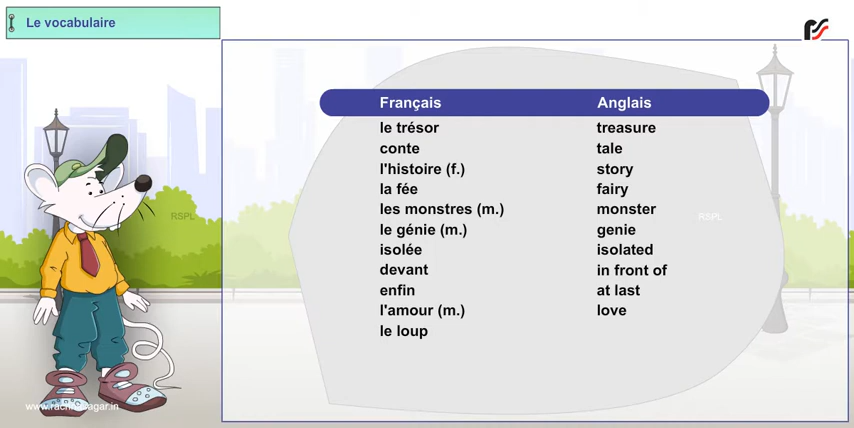 Le vocabulaire
Français Anglais
le trésor treasure
conte tale
l'histoire (f.) story
la fée fairy
les monstres (m.) monster
le génie (m.) genie
isolée isolated
devant in front of
enfin at last
l'amour (m.) love
le loup
RSPL
RSPL